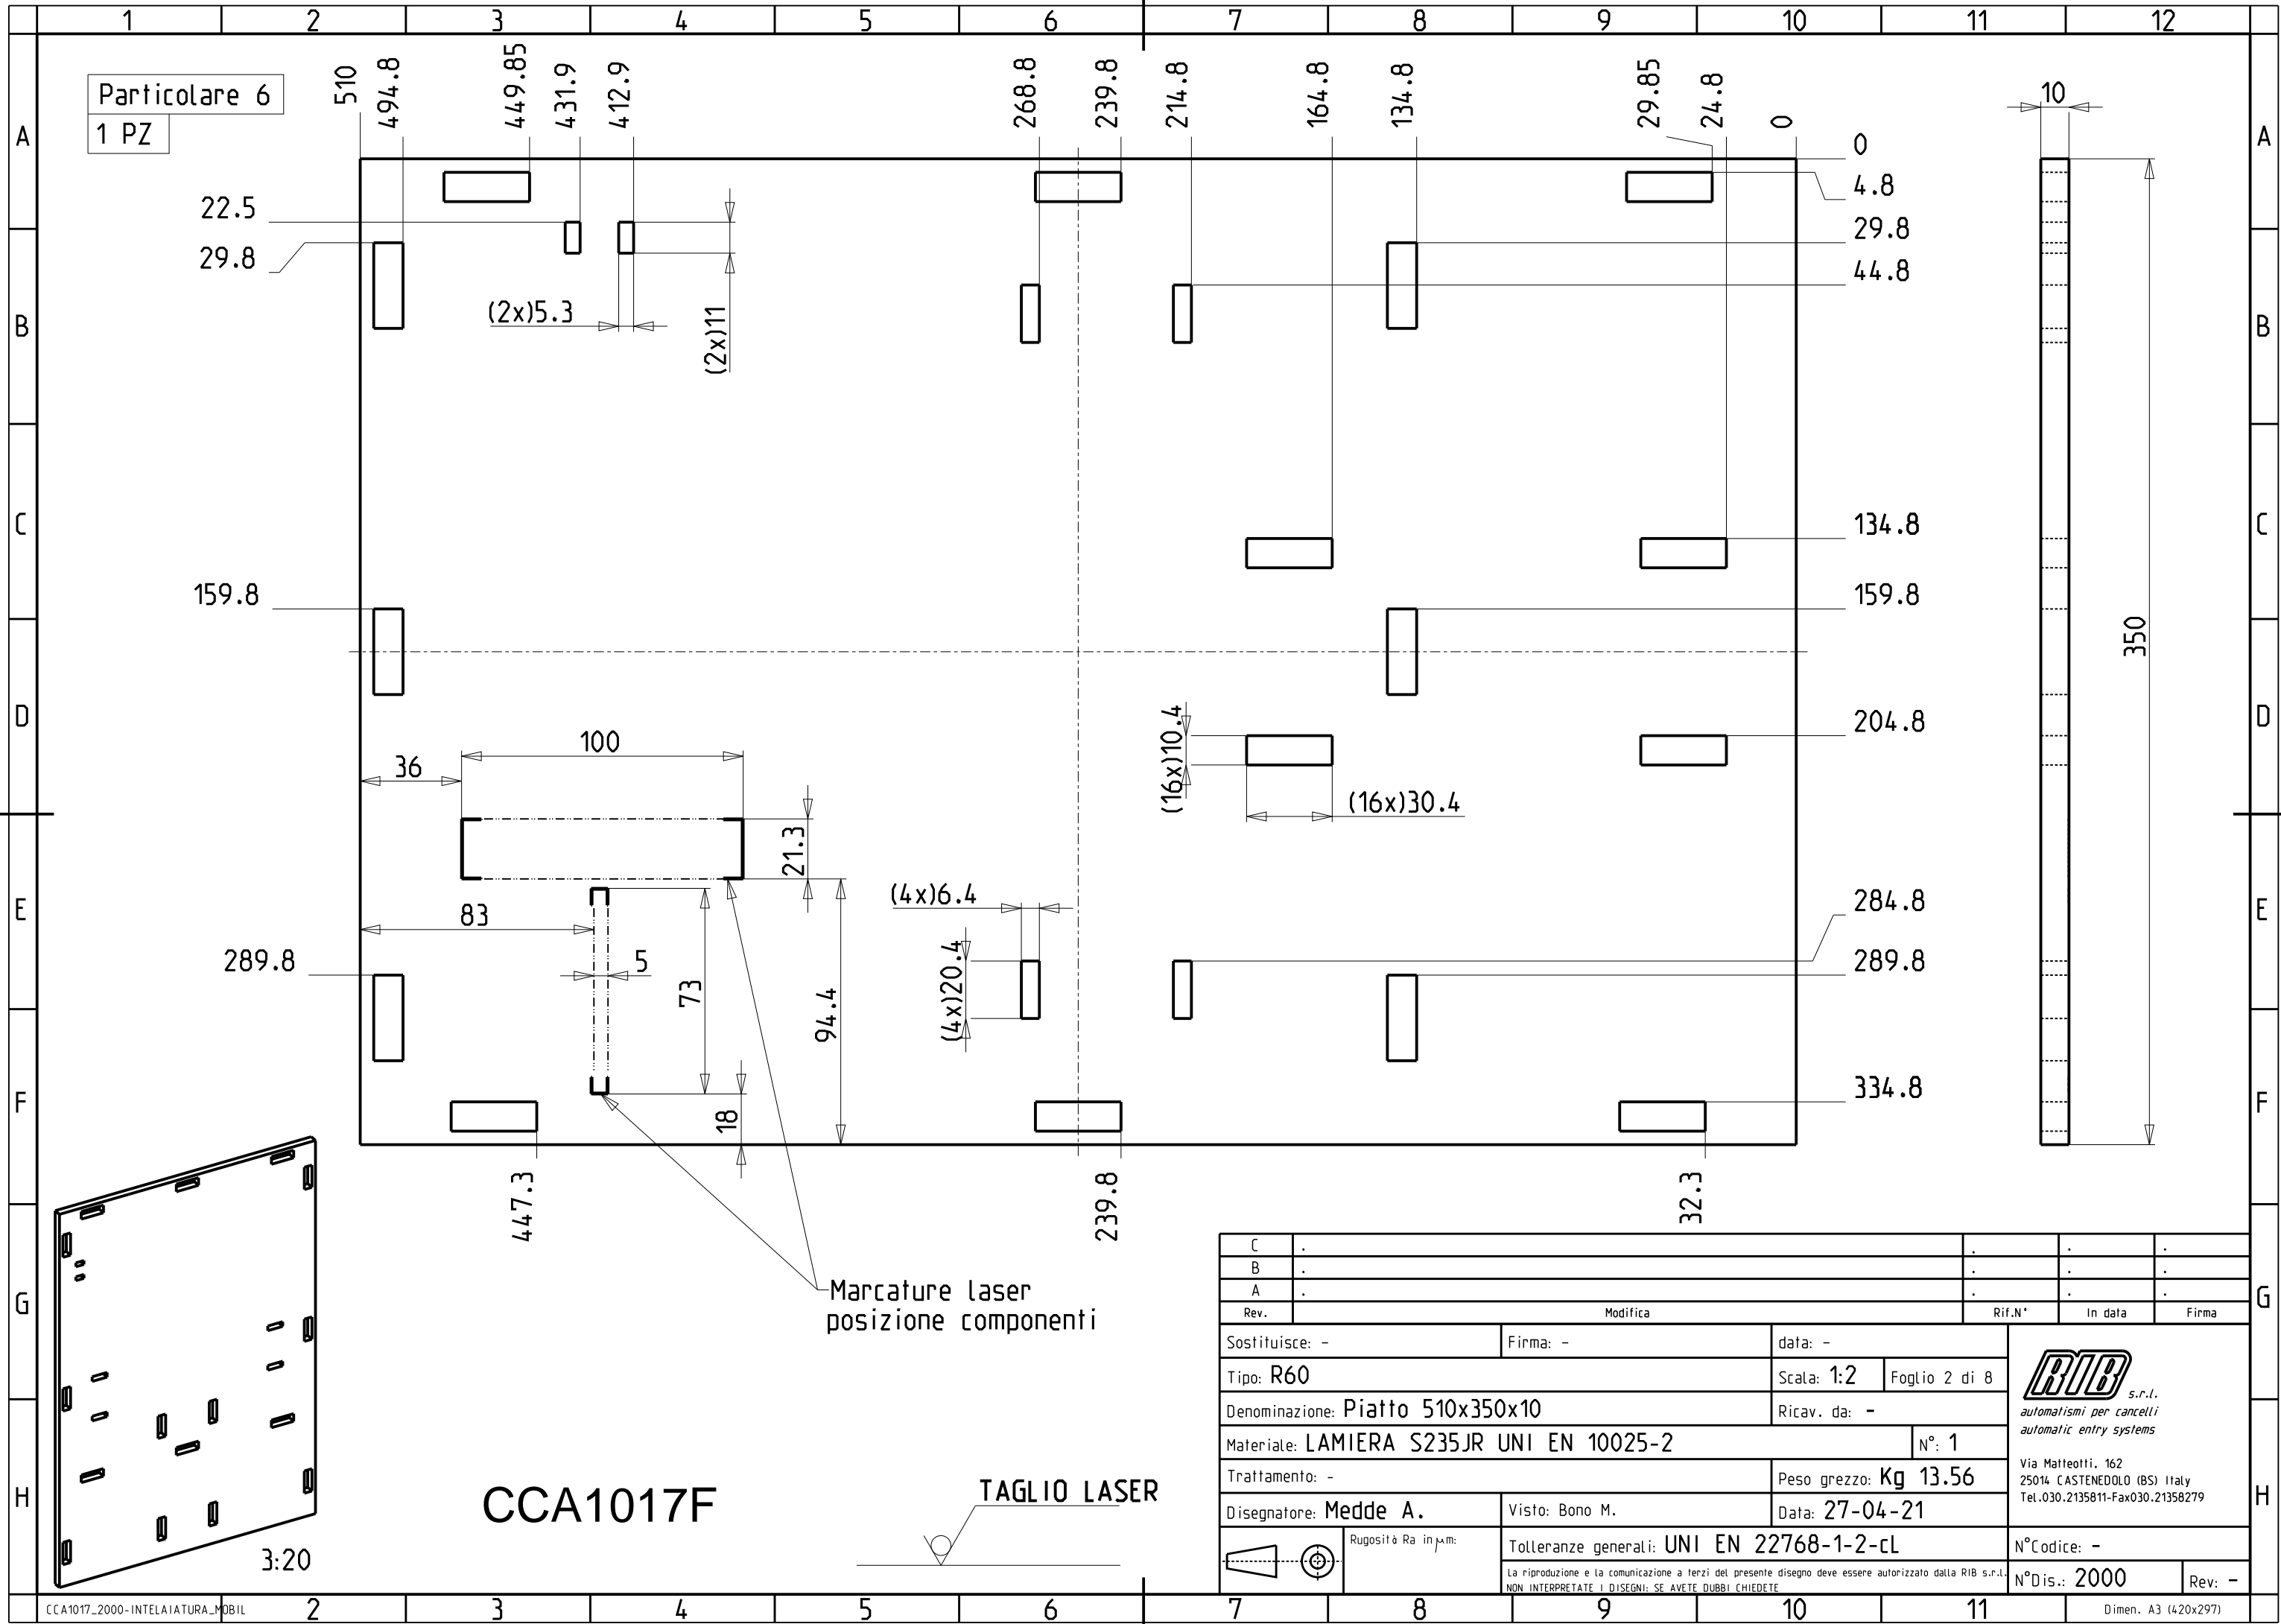 1 2 3 4 5 6 7 8 9 10 11 12
Particolare 6
1 PZ
510 494.8 449.85 431.9 412.9 268.8 239.8 214.8 164.8 134.8 29.85 24.8 0
10
A A
0
4.8
22.5
29.8
29.8
44.8
(2x)5.3
(2x)11
B B
C C
134.8
159.8
159.8
350
D D
204.8
100
36
(16x)10.4
(16x)30.4
21.3
E E
(4x)6.4
284.8
83
289.8
289.8
5
73
94.4
(4x)20.4
F F
334.8
18
447.3
239.8
32.3
Marcature laser
posizione componenti
G G
H H
3:20
CCA1017F
TAGLIO LASER
C . . . .
B . . . .
A . . . .
Rev. Modifica Rif.N° In data Firma
Sostituisce: - Firma: - data: -
Tipo: R60 Scala: 1:2 Foglio 2 di 8
Denominazione: Piatto 510x350x10 Ricav. da: -
Materiale: LAMIERA S235JR UNI EN 10025-2 N°: 1
Trattamento: - Peso grezzo: Kg 13.56
Disegnatore: Medde A. Visto: Bono M. Data: 27-04-21
Rugosità Ra in µm: Tolleranze generali: UNI EN 22768-1-2-cL
La riproduzione e la comunicazione a terzi del presente disegno deve essere autorizzato dalla RIB s.r.l.
NON INTERPRETATE I DISEGNI: SE AVETE DUBBI CHIEDETE
RIB s.r.l.
automatismi per cancelli
automatic entry systems
Via Matteotti, 162
25014 CASTENEDOLO (BS) Italy
Tel.030.2135811-Fax030.21358279
N°Codice: -
N°Dis.: 2000 Rev: -
CCA1017_2000-INTELAIATURA_MOBIL
2 3 4 5 6 7 8 9 10 11
Dimen. A3 (420x297)